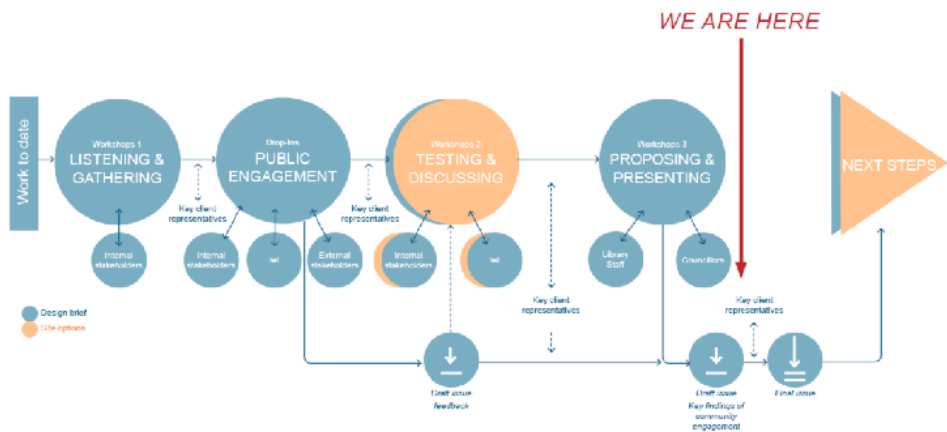 WE ARE HERE
Work to date
Workshops 1
LISTENING &
GATHERING
Drop-Ins
PUBLIC
ENGAGEMENT
Workshops 2
TESTING &
DISCUSSING
Workshops 3
PROPOSING &
PRESENTING
NEXT STEPS
Key client
representatives
Key client
representatives
Internal
stakeholders
Internal
stakeholders
External
stakeholders
Internal
stakeholders
Library
Staff
Councillors
Design brief
Site options
Key client
representatives
Key client
representatives
Draft issue
feedback
Draft issue
Key findings of
community
engagement
Final issue